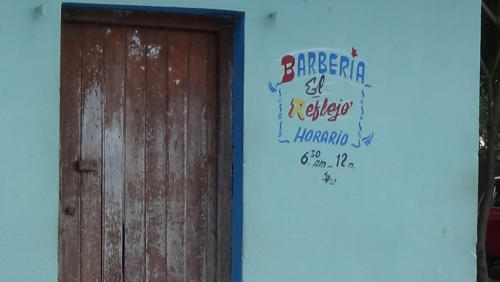 BARBERIA
El
Reflejo
HORARIO
6:30 AM - 12 m.